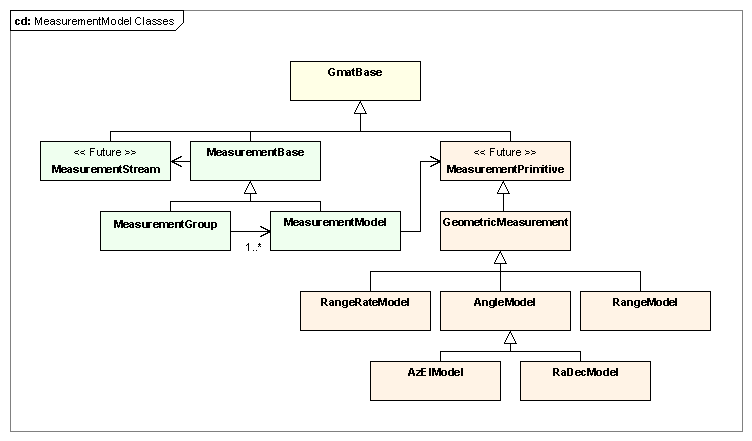 cd: MeasurementModel Classes
GmatBase
<< Future >>
MeasurementStream
MeasurementBase
<< Future >>
MeasurementPrimitive
MeasurementGroup
1..*
MeasurementModel
GeometricMeasurement
RangeRateModel
AngleModel
RangeModel
AzElModel
RaDecModel